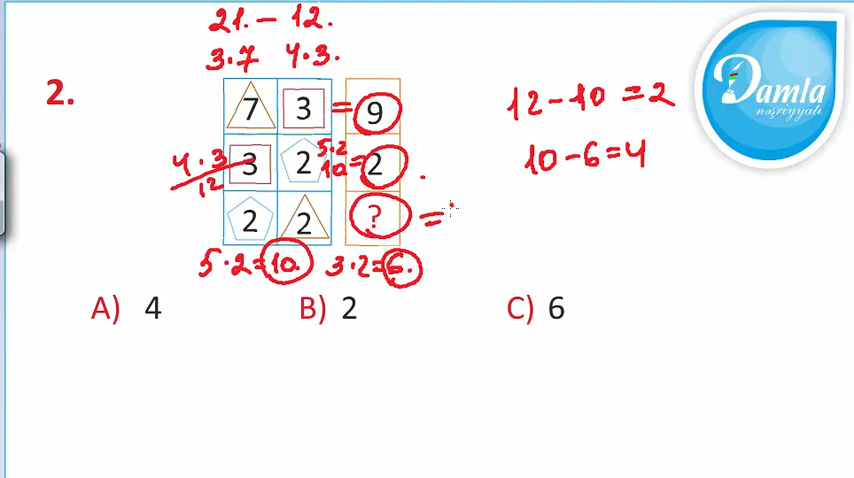 21. - 12.
3·7 4·3.
2.
7 3 = 9
12 - 10 = 2
4·3
12
3 2 5·2
10 = 2 .
10 - 6 = 4
2 2 ? =
5·2=10. 3·2=6.
A) 4 B) 2 C) 6
Damla
nəşriyyatı